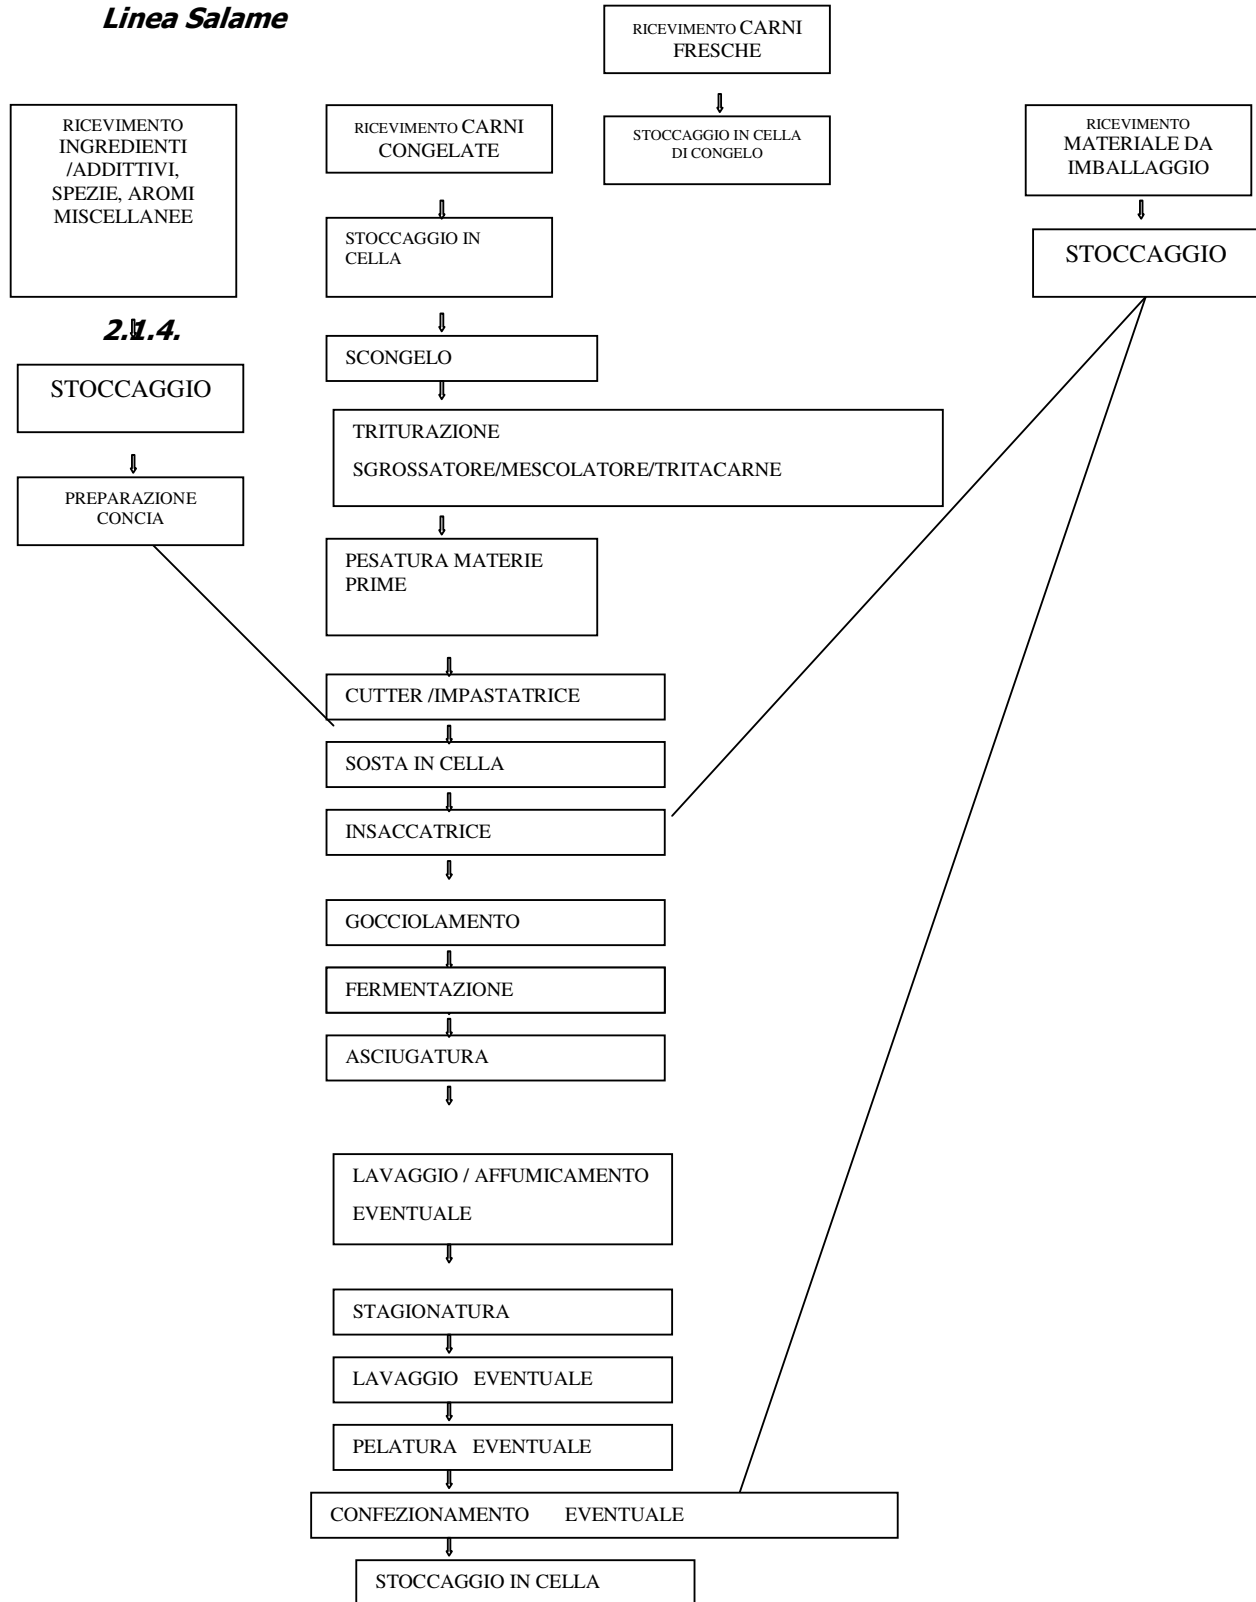 Linea Salame
RICEVIMENTO CARNI
FRESCHE
RICEVIMENTO
INGREDIENTI
/ADDITTIVI,
SPEZIE, AROMI
MISCELLANEE
RICEVIMENTO CARNI
CONGELATE
STOCCAGGIO IN CELLA
DI CONGELO
RICEVIMENTO
MATERIALE DA
IMBALLAGGIO
STOCCAGGIO IN
CELLA
STOCCAGGIO
2.1.4.
SCONGELO
STOCCAGGIO
TRITURAZIONE
SGROSSATORE/MESCOLATORE/TRITACARNE
PREPARAZIONE
CONCIA
PESATURA MATERIE
PRIME
CUTTER /IMPASTATRICE
SOSTA IN CELLA
INSACCATRICE
GOCCIOLAMENTO
FERMENTAZIONE
ASCIUGATURA
LAVAGGIO / AFFUMICAMENTO
EVENTUALE
STAGIONATURA
LAVAGGIO EVENTUALE
PELATURA EVENTUALE
CONFEZIONAMENTO EVENTUALE
STOCCAGGIO IN CELLA